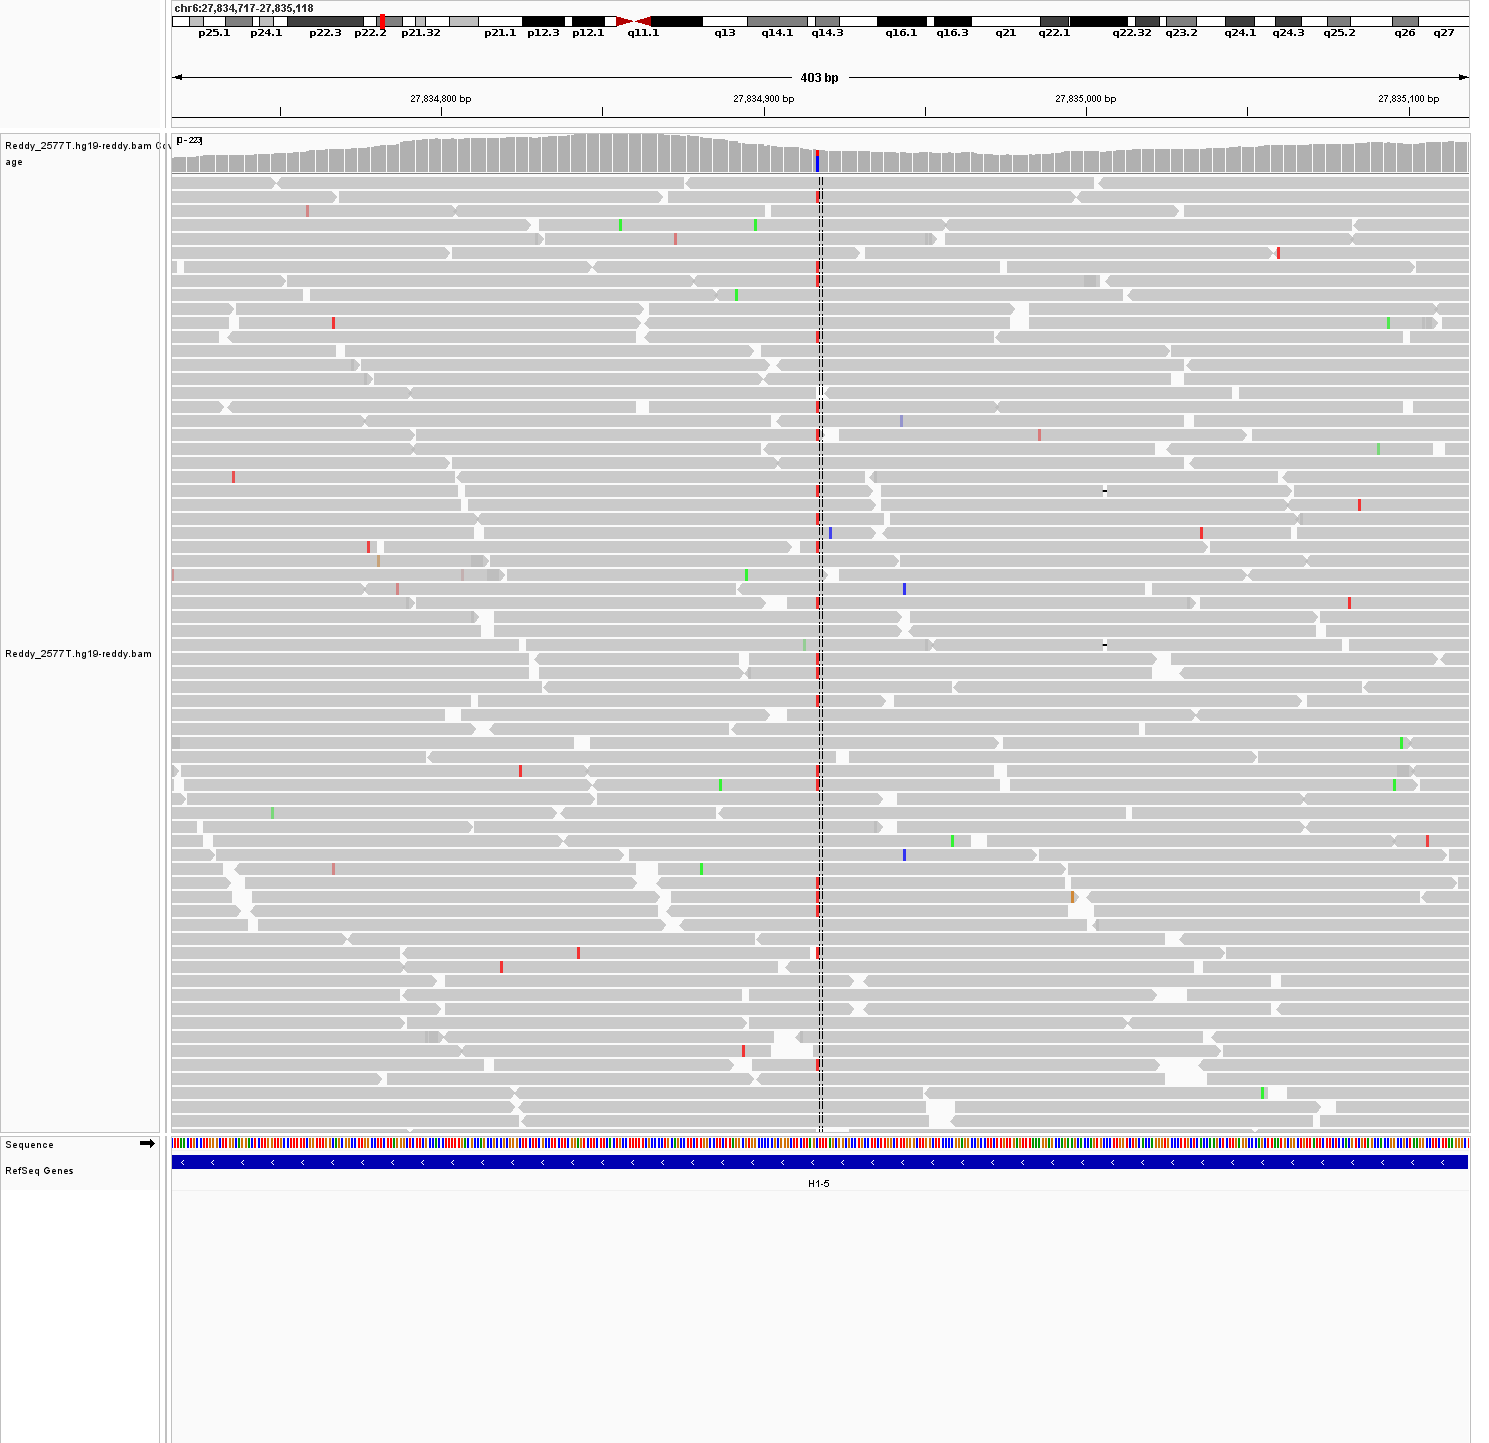 chr6:27,834,717-27,835,118
p25.1 p24.1 p22.3 p22.2 p21.32 p21.1 p12.3 p12.1 q11.1 q13 q14.1 q14.3 q16.1 q16.3 q21 q22.1 q22.32 q23.2 q24.1 q24.3 q25.2 q26 q27
403 bp
27,834,800 bp 27,834,900 bp 27,835,000 bp 27,835,100 bp
[0 - 223]
Reddy_2577T.hg19-reddy.bam Cov
age
Reddy_2577T.hg19-reddy.bam
Sequence
RefSeq Genes
H1-5